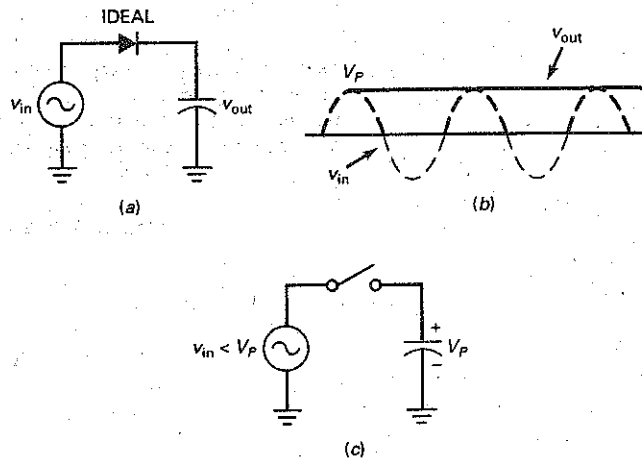 IDEAL
v_in
v_out
(a)
v_out
V_P
v_in
(b)
v_in < V_P
+
V_P
−
(c)